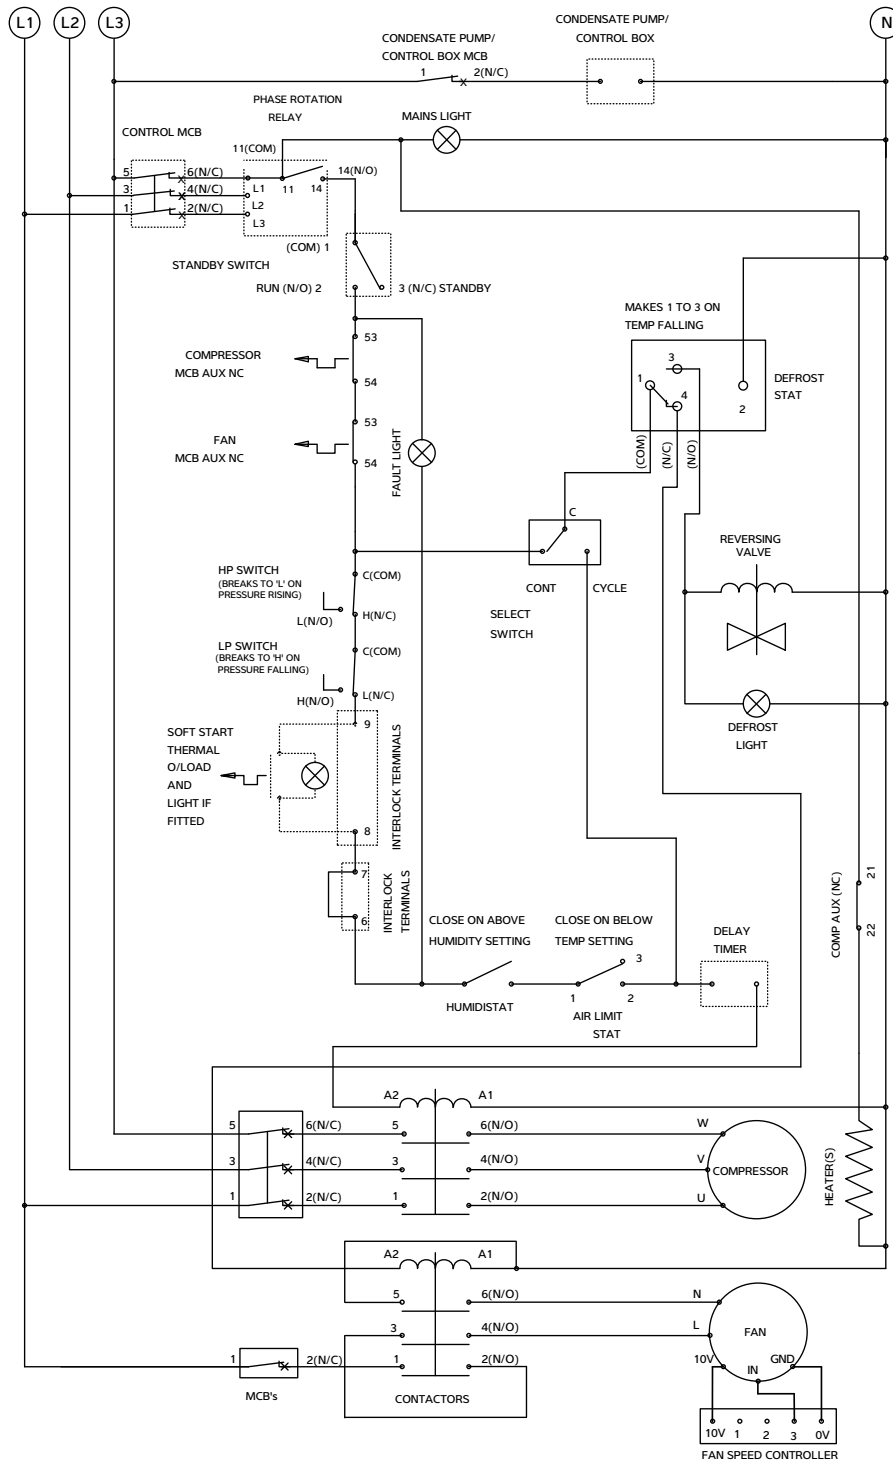 L1
L2
L3
N
CONDENSATE PUMP/
CONTROL BOX
CONDENSATE PUMP/
CONTROL BOX MCB
1
2(N/C)
PHASE ROTATION
RELAY
MAINS LIGHT
CONTROL MCB
11(COM)
5
6(N/C)
14(N/O)
3
4(N/C)
L1
11
14
1
2(N/C)
L2
L3
(COM) 1
STANDBY SWITCH
RUN (N/O) 2
3 (N/C) STANDBY
MAKES 1 TO 3 ON
TEMP FALLING
53
COMPRESSOR
MCB AUX NC
54
3
1
4
2
DEFROST
STAT
53
FAN
MCB AUX NC
54
FAULT LIGHT
(COM)
(N/C)
(N/O)
C
CONT
CYCLE
SELECT
SWITCH
REVERSING
VALVE
HP SWITCH
(BREAKS TO 'L' ON
PRESSURE RISING)
C(COM)
L(N/O)
H(N/C)
LP SWITCH
(BREAKS TO 'H' ON
PRESSURE FALLING)
C(COM)
H(N/O)
L(N/C)
DEFROST
LIGHT
SOFT START
THERMAL
O/LOAD
AND
LIGHT IF
FITTED
9
8
INTERLOCK TERMINALS
7
6
INTERLOCK
TERMINALS
COMP AUX (NC)
21
22
CLOSE ON ABOVE
HUMIDITY SETTING
HUMIDISTAT
CLOSE ON BELOW
TEMP SETTING
3
1
2
AIR LIMIT
STAT
DELAY
TIMER
A2
A1
5
6(N/C)
5
6(N/O)
W
3
4(N/C)
3
4(N/O)
V
COMPRESSOR
1
2(N/C)
1
2(N/O)
U
HEATER(S)
A2
A1
5
6(N/O)
N
3
4(N/O)
L
FAN
1
2(N/C)
1
2(N/O)
10V
IN
GND
MCB's
CONTACTORS
10V
1
2
3
0V
FAN SPEED CONTROLLER